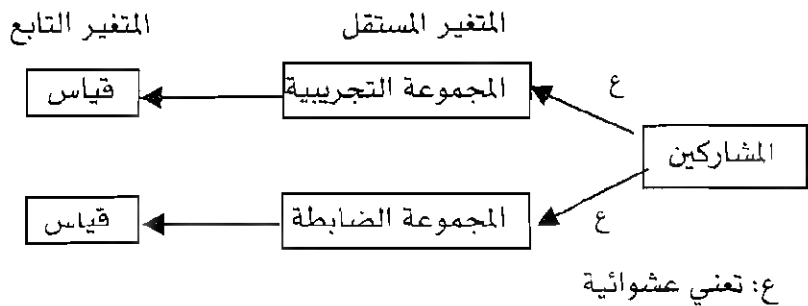 المتغير المستقل
المتغير التابع
ع
المجموعة التجريبية
قياس
المشاركين
ع
المجموعة الضابطة
قياس
ع: تعني عشوائية